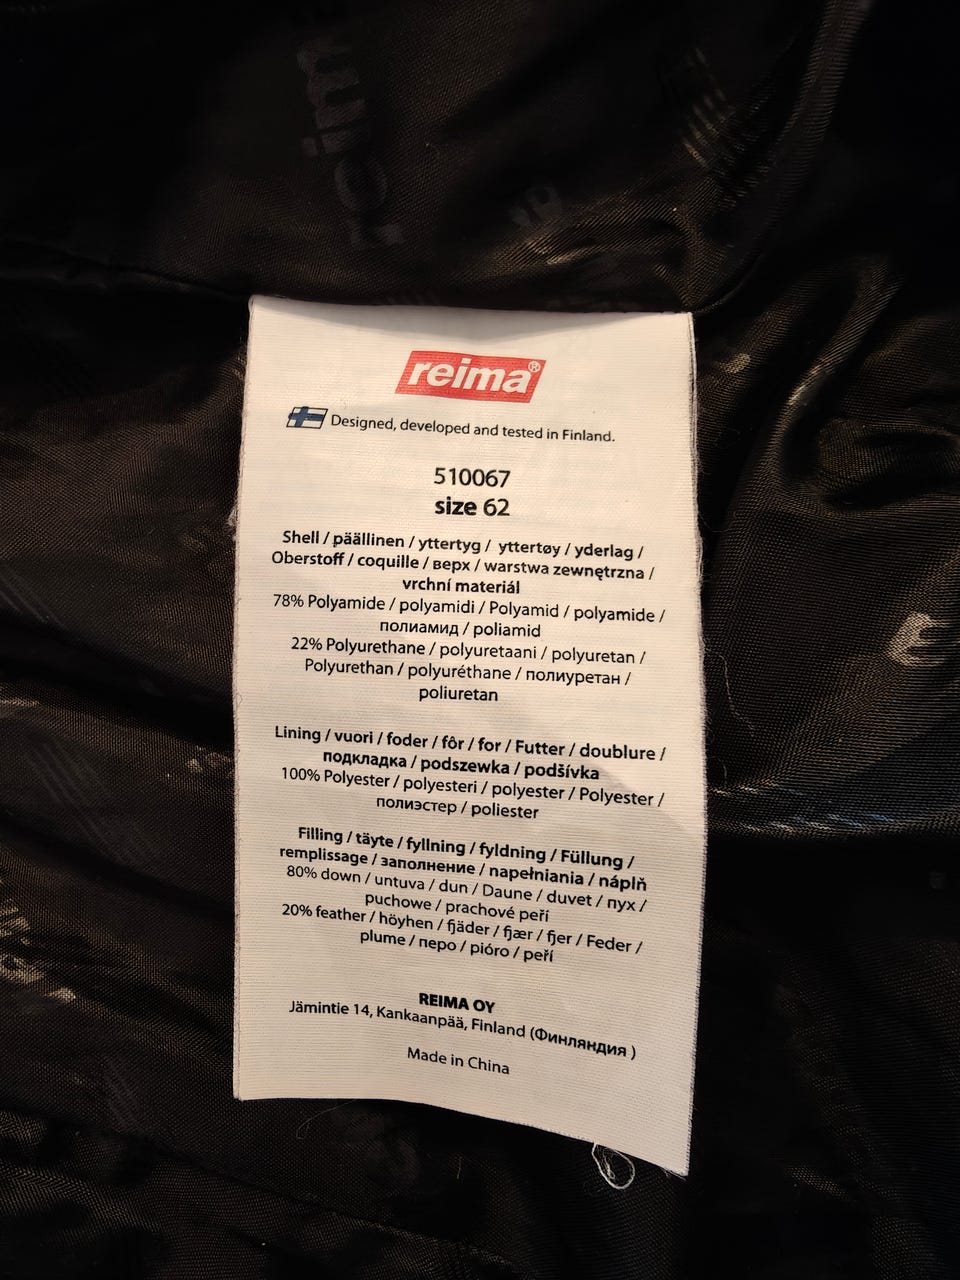 reima®
Designed, developed and tested in Finland.
510067
size 62
Shell / päällinen / yttertyg / yttertøy / yderlag /
Oberstoff / coquille / верх / warstwa zewnętrzna /
vrchní materiál
78% Polyamide / polyamidi / Polyamid / polyamide /
полиамид / poliamid
22% Polyurethane / polyuretaani / polyuretan /
Polyurethan / polyuréthane / полиуретан /
poliuretan
Lining / vuori / foder / fôr / for / Futter / doublure /
подкладка / podszewka / podšívka
100% Polyester / polyesteri / polyester / Polyester /
полиэстер / poliester
Filling / täyte / fyllning / fyldning / Füllung /
remplissage / заполнение / napełniania / náplň
80% down / untuva / dun / Daune / duvet / пух /
puchowe / prachové peří
20% feather / höyhen / fjäder / fjær / fjer / Feder /
plume / перо / pióro / peří
REIMA OY
Jämintie 14, Kankaanpää, Finland (Финляндия )
Made in China
reima